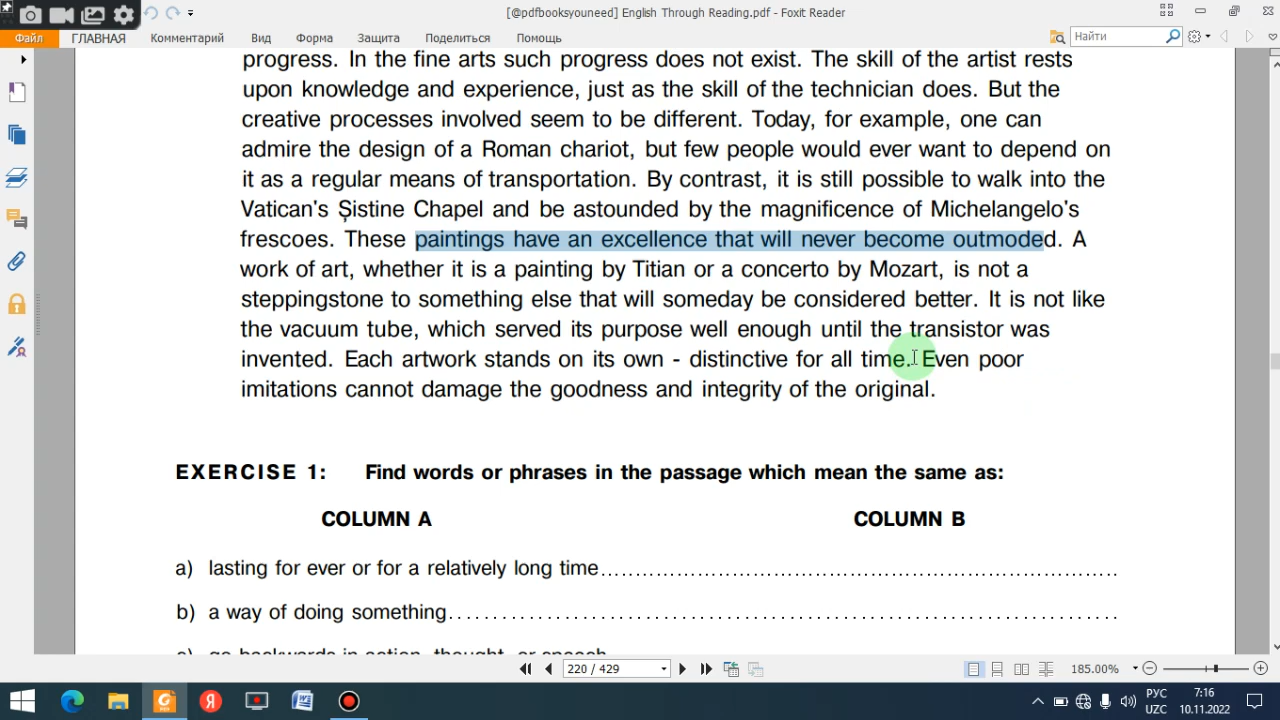 [@pdfbooksyouneed] English Through Reading.pdf - Foxit Reader
Файл ГЛАВНАЯ Комментарий Вид Форма Защита Поделиться Помощь Найти
progress. In the fine arts such progress does not exist. The skill of the artist rests
upon knowledge and experience, just as the skill of the technician does. But the
creative processes involved seem to be different. Today, for example, one can
admire the design of a Roman chariot, but few people would ever want to depend on
it as a regular means of transportation. By contrast, it is still possible to walk into the
Vatican's Șistine Chapel and be astounded by the magnificence of Michelangelo's
frescoes. These paintings have an excellence that will never become outmoded. A
work of art, whether it is a painting by Titian or a concerto by Mozart, is not a
steppingstone to something else that will someday be considered better. It is not like
the vacuum tube, which served its purpose well enough until the transistor was
invented. Each artwork stands on its own - distinctive for all time. Even poor
imitations cannot damage the goodness and integrity of the original.
EXERCISE 1: Find words or phrases in the passage which mean the same as:
COLUMN A COLUMN B
a) lasting for ever or for a relatively long time
b) a way of doing something
c) go backwards in action, thought, or speech
220 / 429 185.00%
РУС 7:16
UZC 10.11.2022